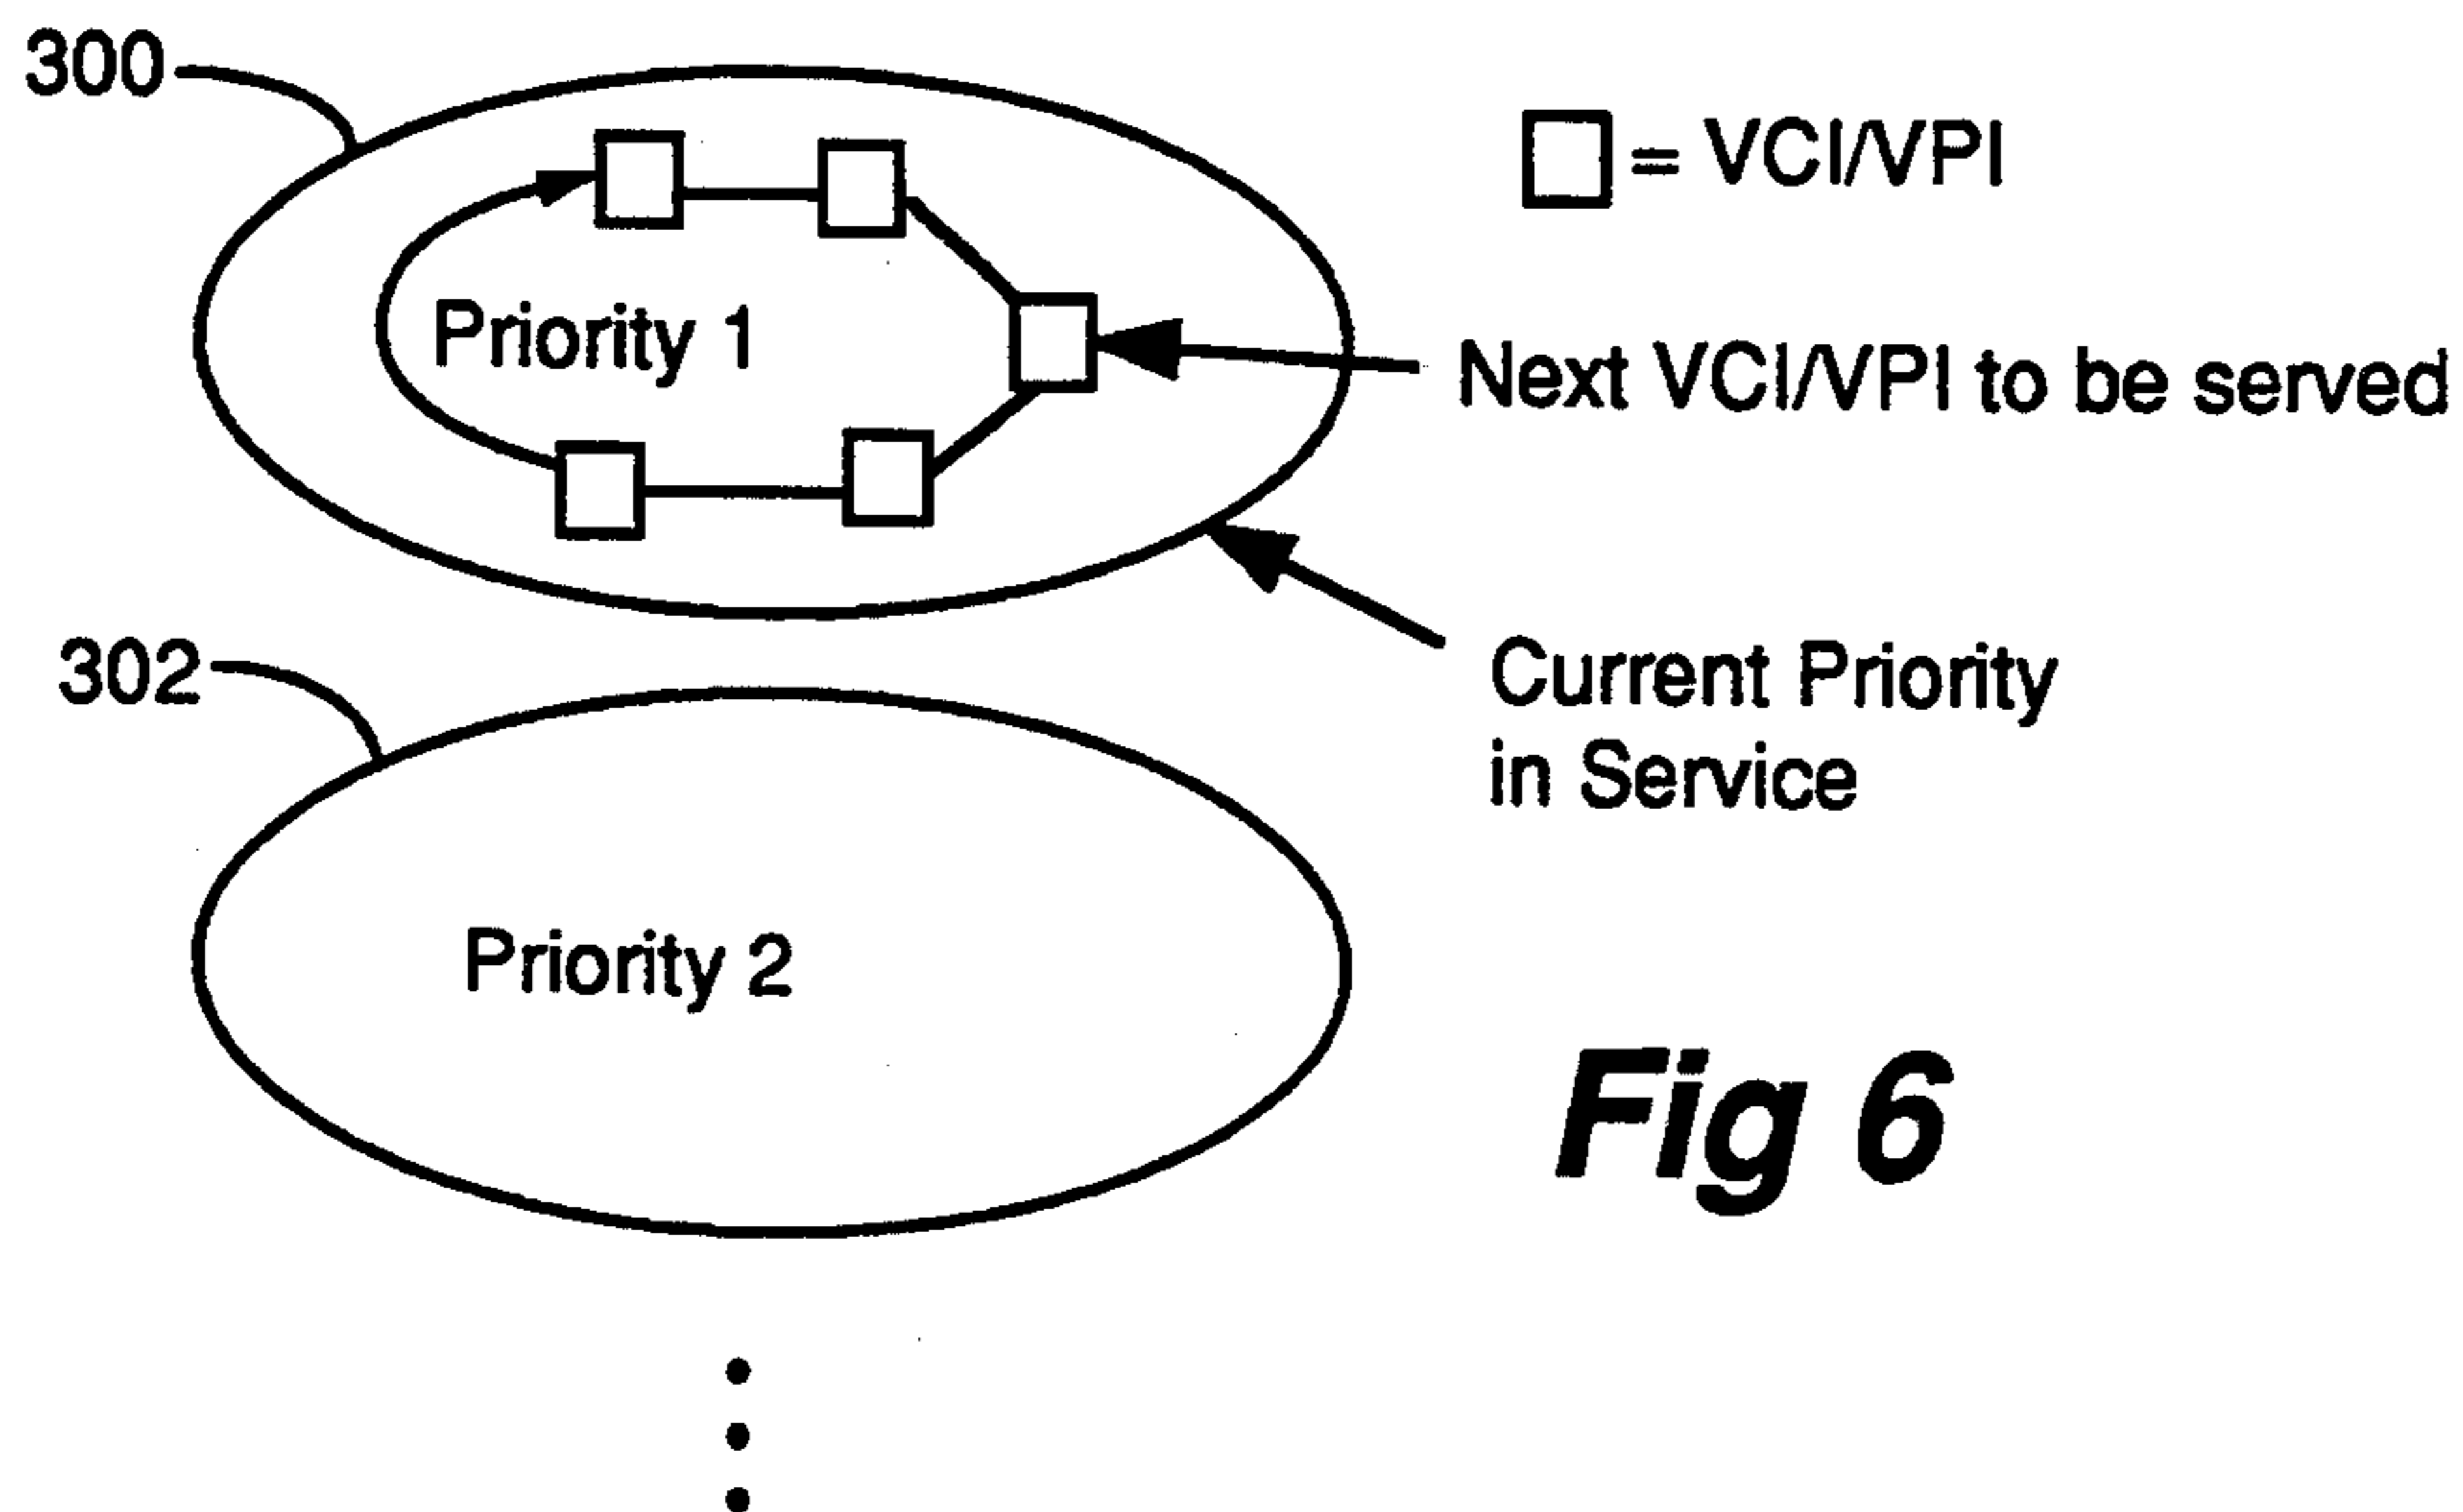 300
= VCI/VPI
Priority 1
Next VCI/VPI to be served
302
Current Priority
in Service
Priority 2
Fig 6